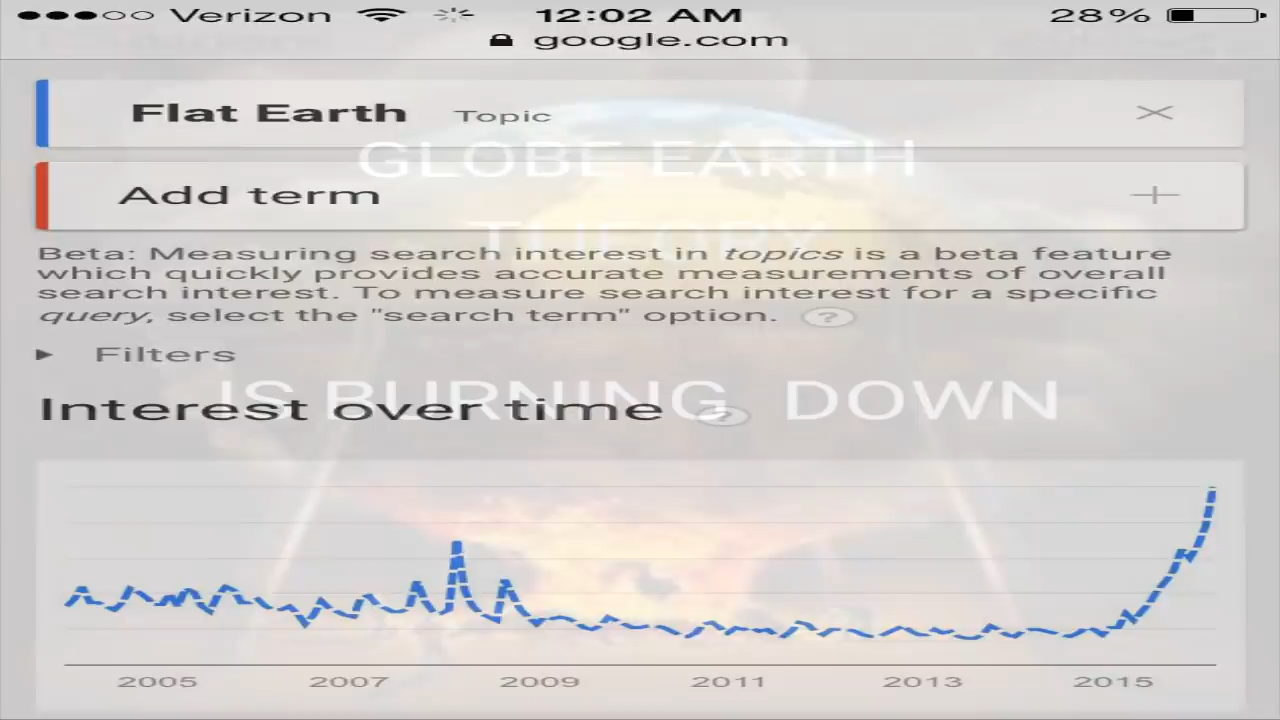 ●●●○○ Verizon 12:02 AM 28%
google.com
Flat Earth Topic
GLOBE EARTH
Add term
THEORY
Beta: Measuring search interest in topics is a beta feature
which quickly provides accurate measurements of overall
search interest. To measure search interest for a specific
query, select the "search term" option. ?
Filters
IS BURNING DOWN
Interest over time ?
2005 2007 2009 2011 2013 2015